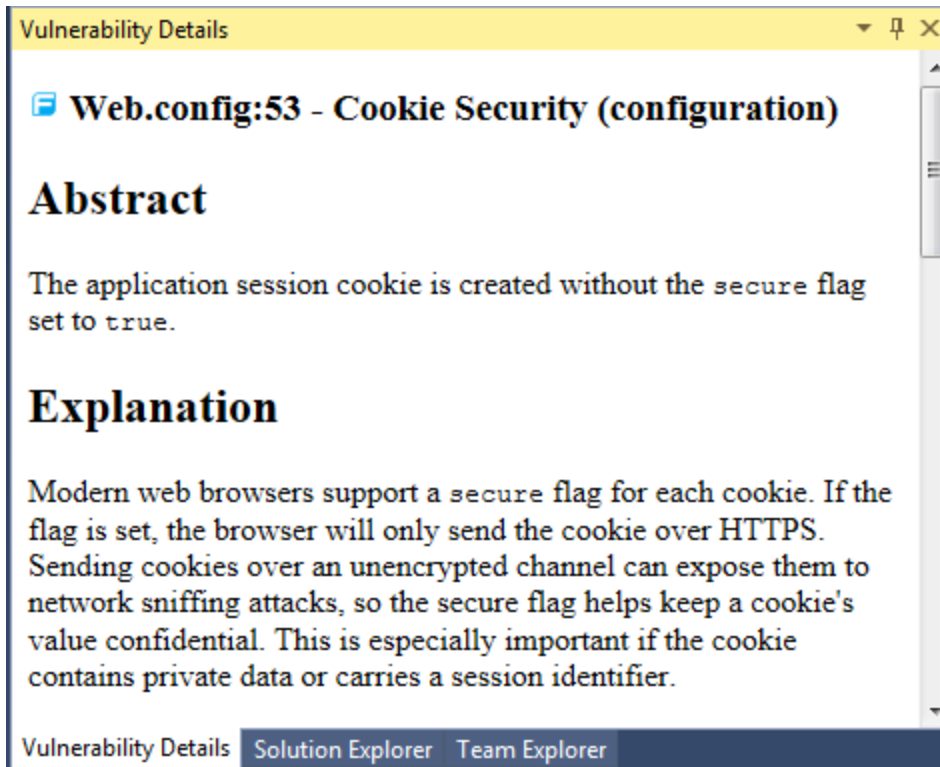 Vulnerability Details
Web.config:53 - Cookie Security (configuration)
Abstract
The application session cookie is created without the secure flag
set to true.
Explanation
Modern web browsers support a secure flag for each cookie. If the
flag is set, the browser will only send the cookie over HTTPS.
Sending cookies over an unencrypted channel can expose them to
network sniffing attacks, so the secure flag helps keep a cookie's
value confidential. This is especially important if the cookie
contains private data or carries a session identifier.
Vulnerability Details Solution Explorer Team Explorer